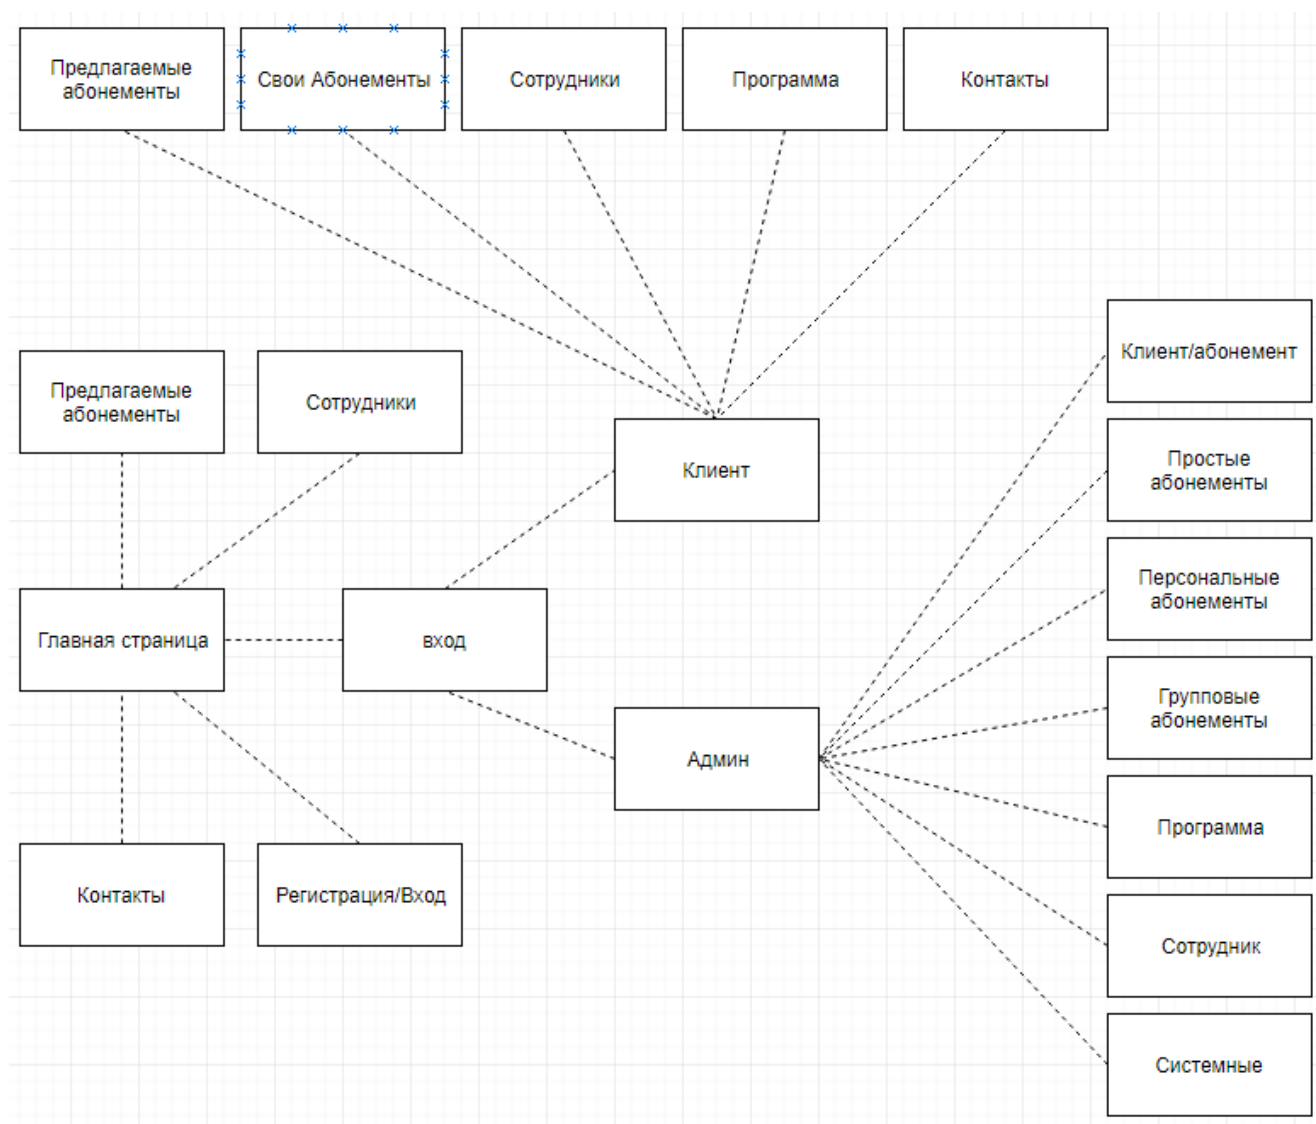 Предлагаемые
абонементы
Свои Абонементы
Сотрудники
Программа
Контакты
Клиент/абонемент
Предлагаемые
абонементы
Сотрудники
Клиент
Простые
абонементы
Персональные
абонементы
Главная страница
вход
Групповые
абонементы
Админ
Программа
Контакты
Регистрация/Вход
Сотрудник
Системные